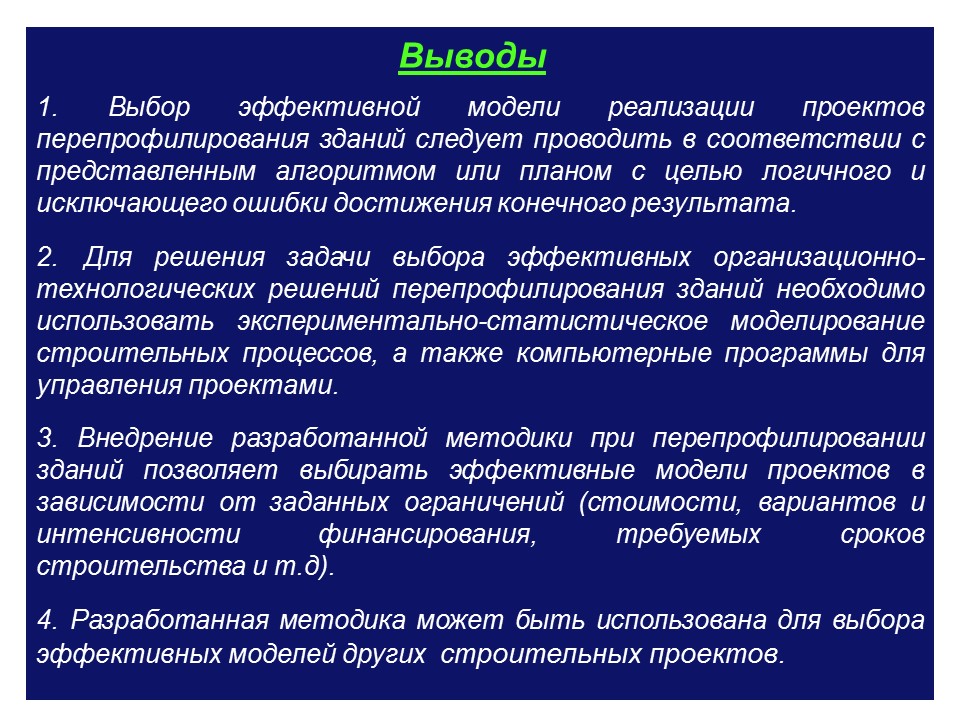 Выводы
1. Выбор эффективной модели реализации проектов
перепрофилирования зданий следует проводить в соответствии с
представленным алгоритмом или планом с целью логичного и
исключающего ошибки достижения конечного результата.
2. Для решения задачи выбора эффективных организационно-
технологических решений перепрофилирования зданий необходимо
использовать экспериментально-статистическое моделирование
строительных процессов, а также компьютерные программы для
управления проектами.
3. Внедрение разработанной методики при перепрофилировании
зданий позволяет выбирать эффективные модели проектов в
зависимости от заданных ограничений (стоимости, вариантов и
интенсивности финансирования, требуемых сроков
строительства и т.д).
4. Разработанная методика может быть использована для выбора
эффективных моделей других строительных проектов.